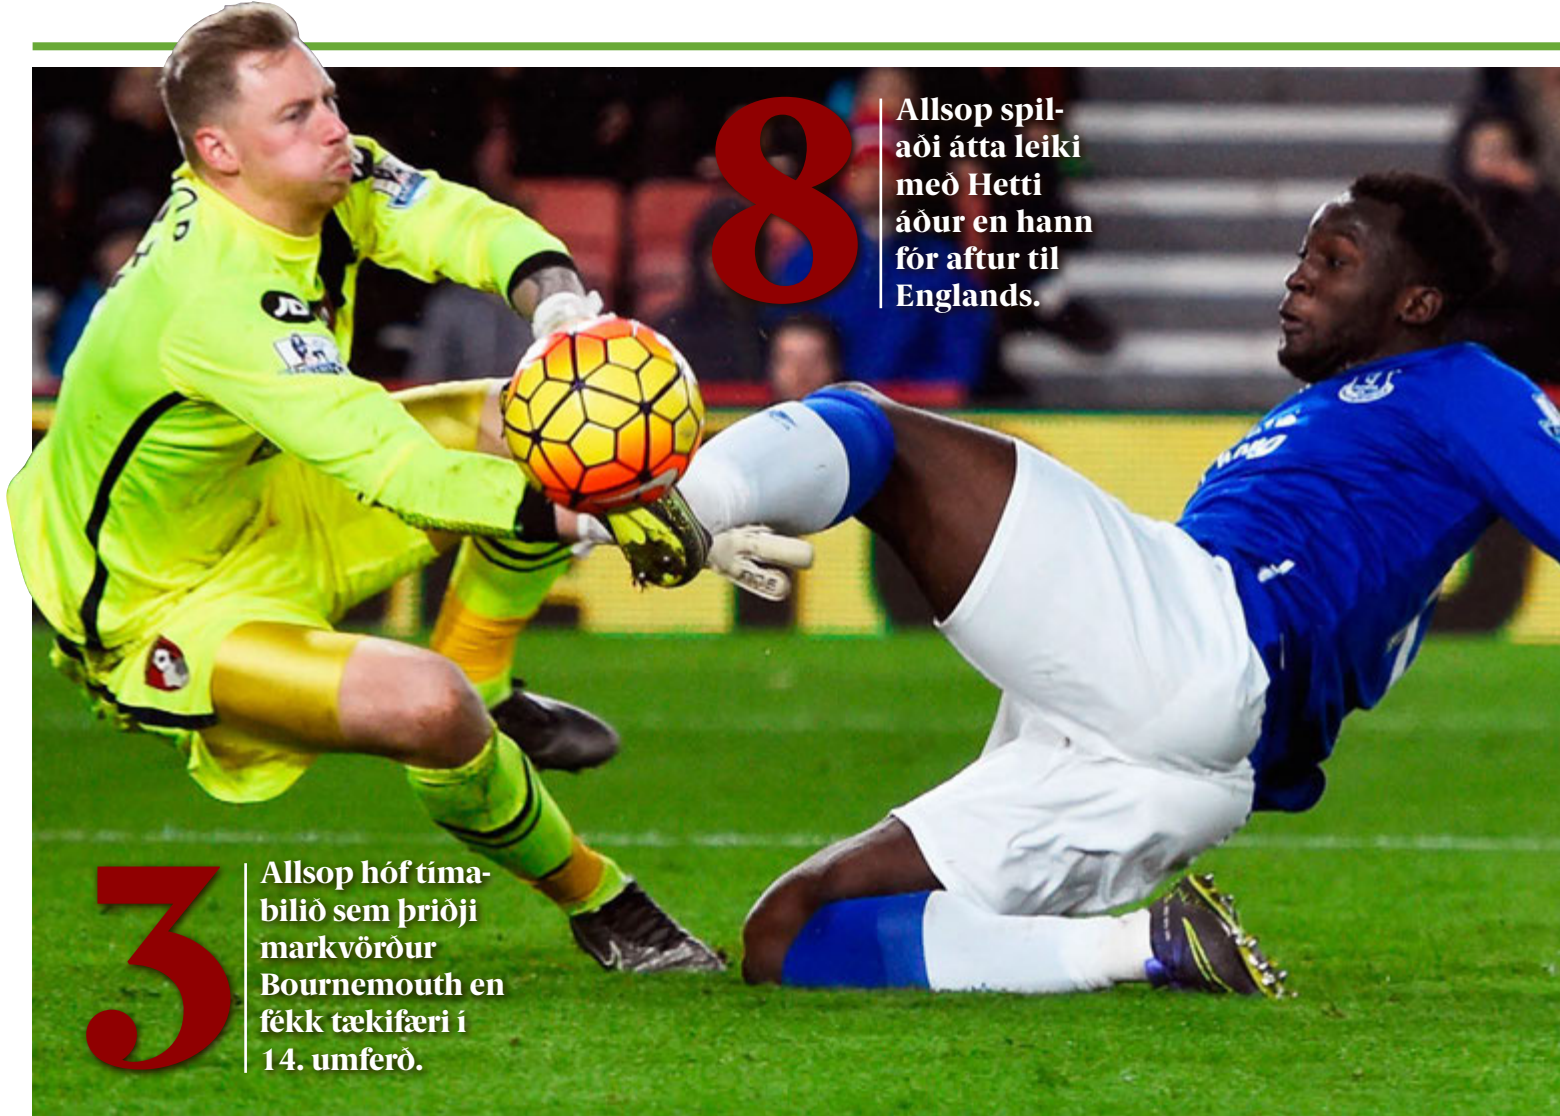 8
Allsop spil-
aði átta leiki
með Hetti
áður en hann
fór aftur til
Englands.
JD
3
Allsop hóf tíma-
bilið sem þriðji
markvörður
Bournemouth en
fékk tækifæri í
14. umferð.